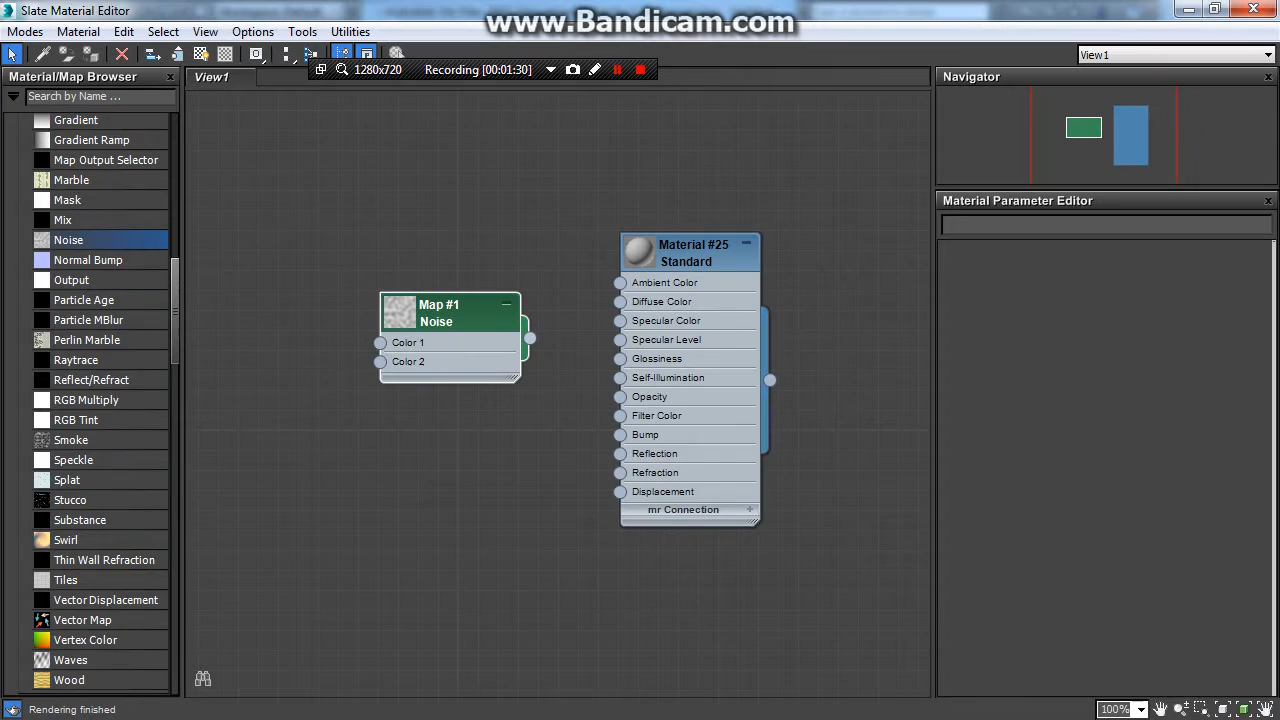 Slate Material Editor
www.Bandicam.com
Modes Material Edit Select View Options Tools Utilities
1280x720 Recording [00:01:30]
View1
Material/Map Browser
View1
Navigator
Search by Name ...
Gradient
Gradient Ramp
Map Output Selector
Marble
Mask
Mix
Noise
Normal Bump
Output
Particle Age
Particle MBlur
Perlin Marble
Raytrace
Reflect/Refract
RGB Multiply
RGB Tint
Smoke
Speckle
Splat
Stucco
Substance
Swirl
Thin Wall Refraction
Tiles
Vector Displacement
Vector Map
Vertex Color
Waves
Wood
Map #1
Noise
Color 1
Color 2
Material #25
Standard
Ambient Color
Diffuse Color
Specular Color
Specular Level
Glossiness
Self-Illumination
Opacity
Filter Color
Bump
Reflection
Refraction
Displacement
mr Connection
Material Parameter Editor
Rendering finished
100%